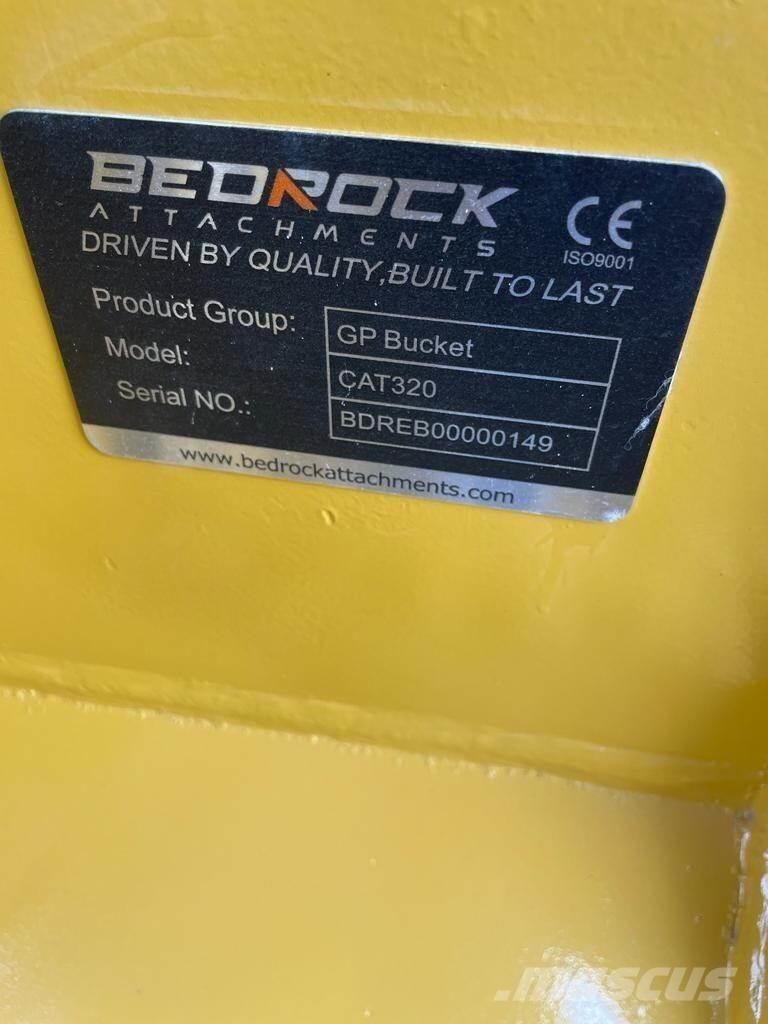 BEDROCK
ATTACHMENTS
CE
ISO9001
DRIVEN BY QUALITY,BUILT TO LAST
Product Group: GP Bucket
Model: CAT320
Serial NO.: BDREB00000149
www.bedrockattachments.com
mascus